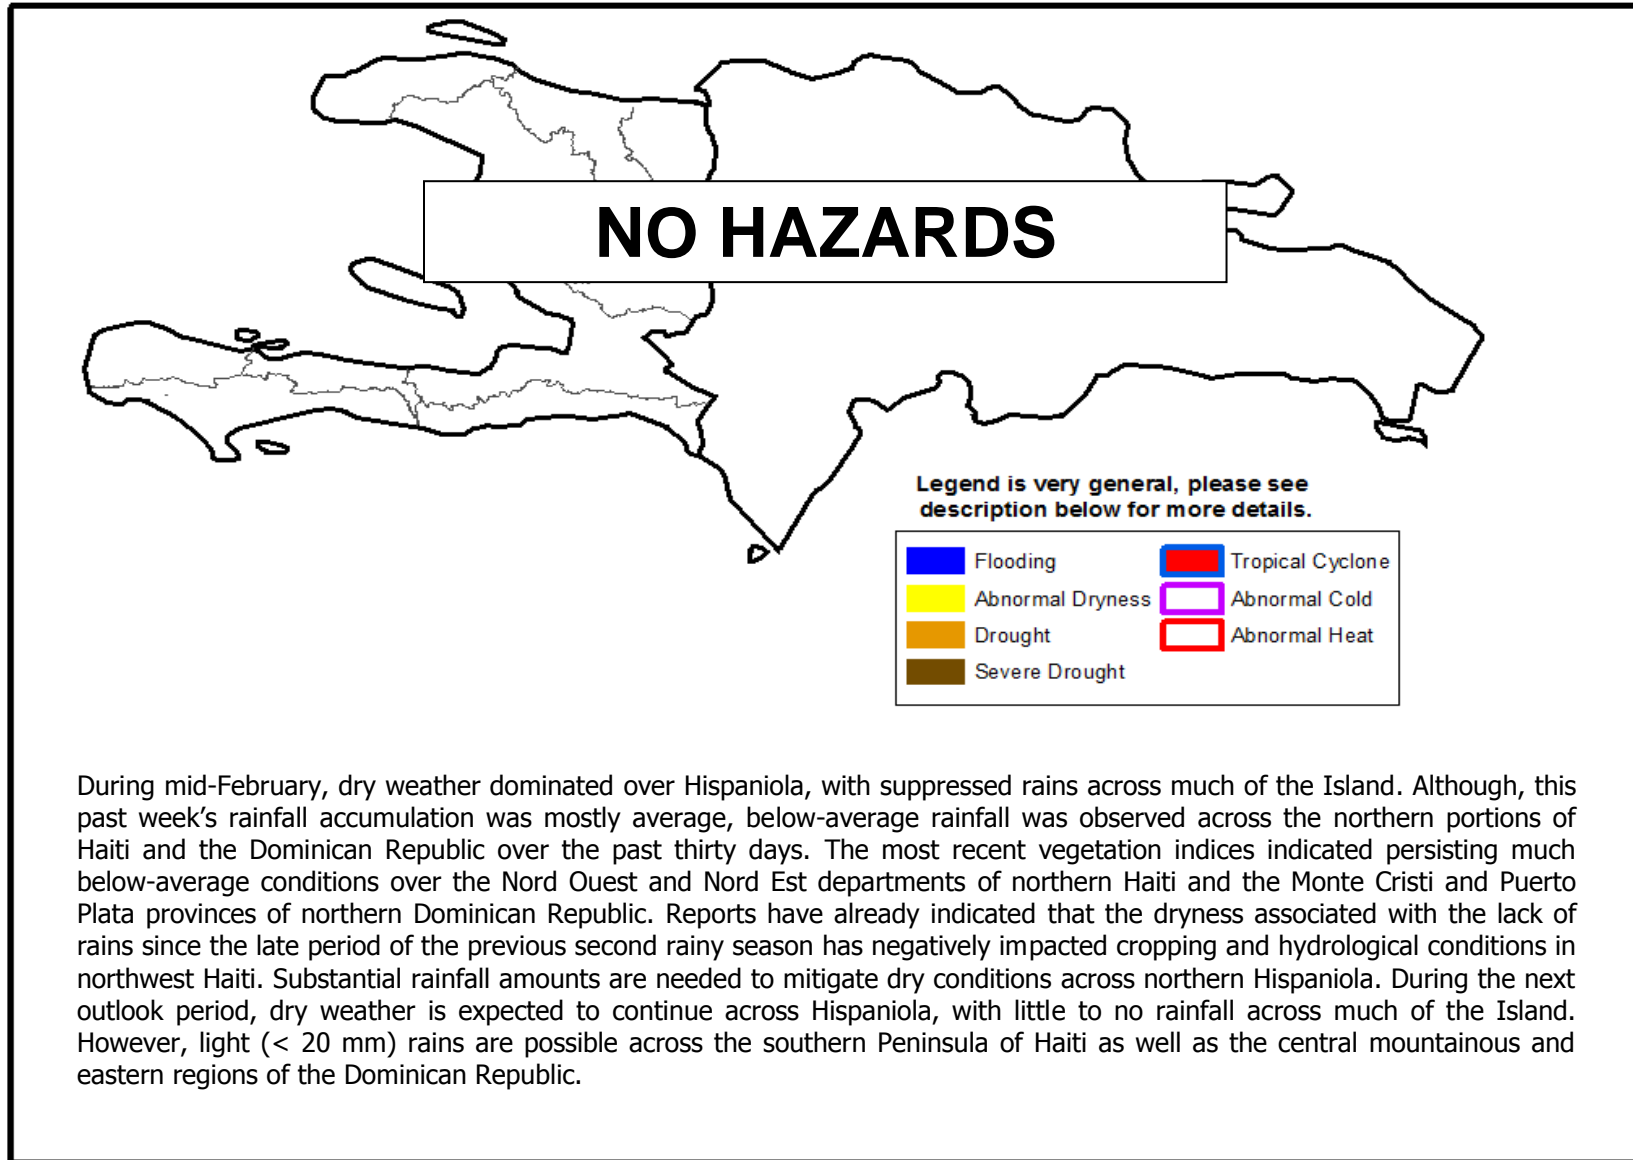 NO HAZARDS
Legend is very general, please see
description below for more details.
Flooding
Tropical Cyclone
Abnormal Dryness
Abnormal Cold
Drought
Abnormal Heat
Severe Drought
During mid-February, dry weather dominated over Hispaniola, with suppressed rains across much of the Island. Although, this
past week’s rainfall accumulation was mostly average, below-average rainfall was observed across the northern portions of
Haiti and the Dominican Republic over the past thirty days. The most recent vegetation indices indicated persisting much
below-average conditions over the Nord Ouest and Nord Est departments of northern Haiti and the Monte Cristi and Puerto
Plata provinces of northern Dominican Republic. Reports have already indicated that the dryness associated with the lack of
rains since the late period of the previous second rainy season has negatively impacted cropping and hydrological conditions in
northwest Haiti. Substantial rainfall amounts are needed to mitigate dry conditions across northern Hispaniola. During the next
outlook period, dry weather is expected to continue across Hispaniola, with little to no rainfall across much of the Island.
However, light (< 20 mm) rains are possible across the southern Peninsula of Haiti as well as the central mountainous and
eastern regions of the Dominican Republic.